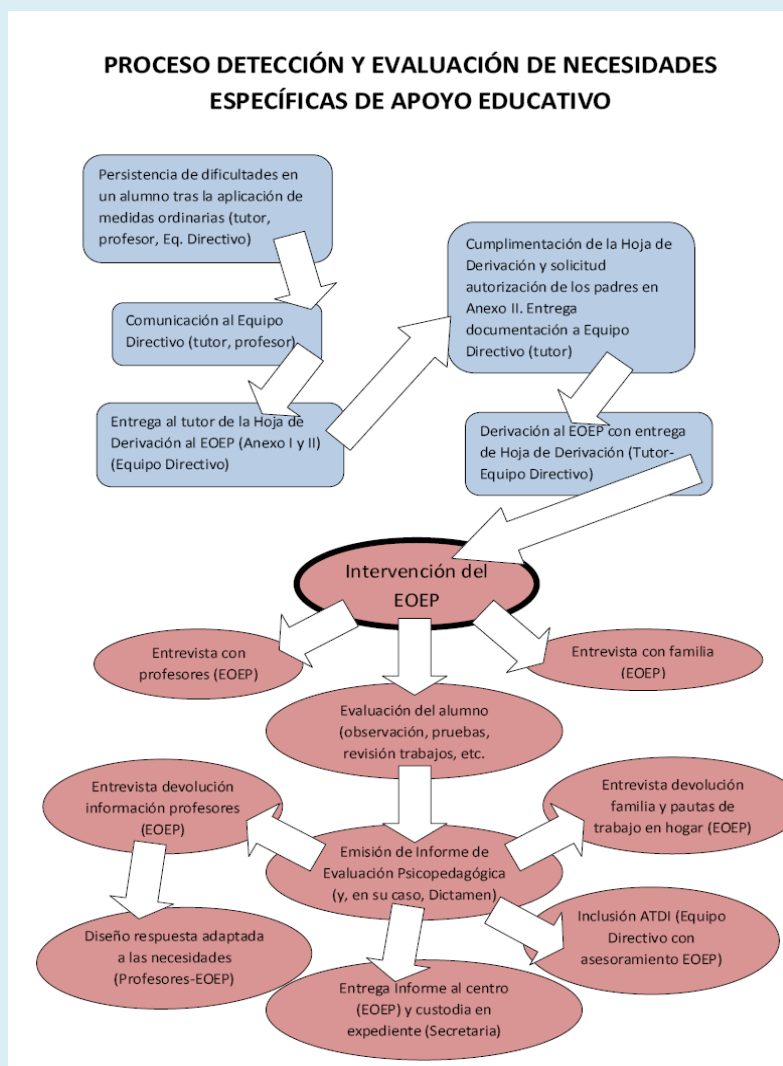 PROCESO DETECCIÓN Y EVALUACIÓN DE NECESIDADES
ESPECÍFICAS DE APOYO EDUCATIVO
Persistencia de dificultades en
un alumno tras la aplicación de
medidas ordinarias (tutor,
profesor, Eq. Directivo)
Comunicación al Equipo
Directivo (tutor, profesor)
Entrega al tutor de la Hoja de
Derivación al EOEP (Anexo I y II)
(Equipo Directivo)
Cumplimentación de la Hoja de
Derivación y solicitud
autorización de los padres en
Anexo II. Entrega
documentación a Equipo
Directivo (tutor)
Derivación al EOEP con entrega
de Hoja de Derivación (Tutor-
Equipo Directivo)
Intervención del
EOEP
Entrevista con
profesores (EOEP)
Entrevista con familia
(EOEP)
Evaluación del alumno
(observación, pruebas,
revisión trabajos, etc.
Entrevista devolución
información profesores
(EOEP)
Entrevista devolución
familia y pautas de
trabajo en hogar (EOEP)
Emisión de Informe de
Evaluación Psicopedagógica
(y, en su caso, Dictamen)
Diseño respuesta adaptada
a las necesidades
(Profesores-EOEP)
Inclusión ATDI (Equipo
Directivo con
asesoramiento EOEP)
Entrega Informe al centro
(EOEP) y custodia en
expediente (Secretaria)